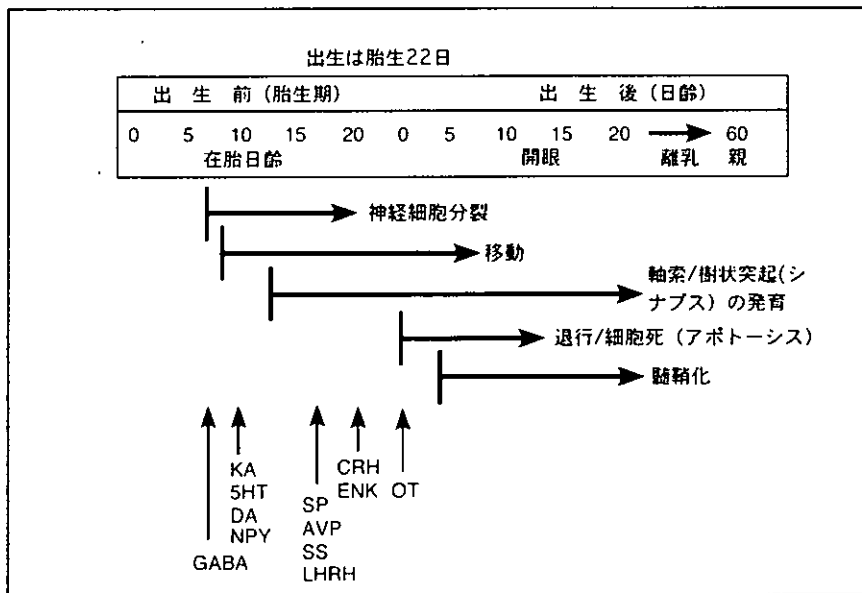 出生は胎生22日
出 生 前(胎生期) 出 生 後(日齢)
0 5 10 15 20 0 5 10 15 20 60
在胎日齢 開眼 離乳 親
神経細胞分裂
移動
軸索/樹状突起(シ
ナプス)の発育
退行/細胞死(アポトーシス)
髄鞘化
GABA
KA
5HT
DA
NPY
SP
AVP
SS
LHRH
CRH
ENK
OT